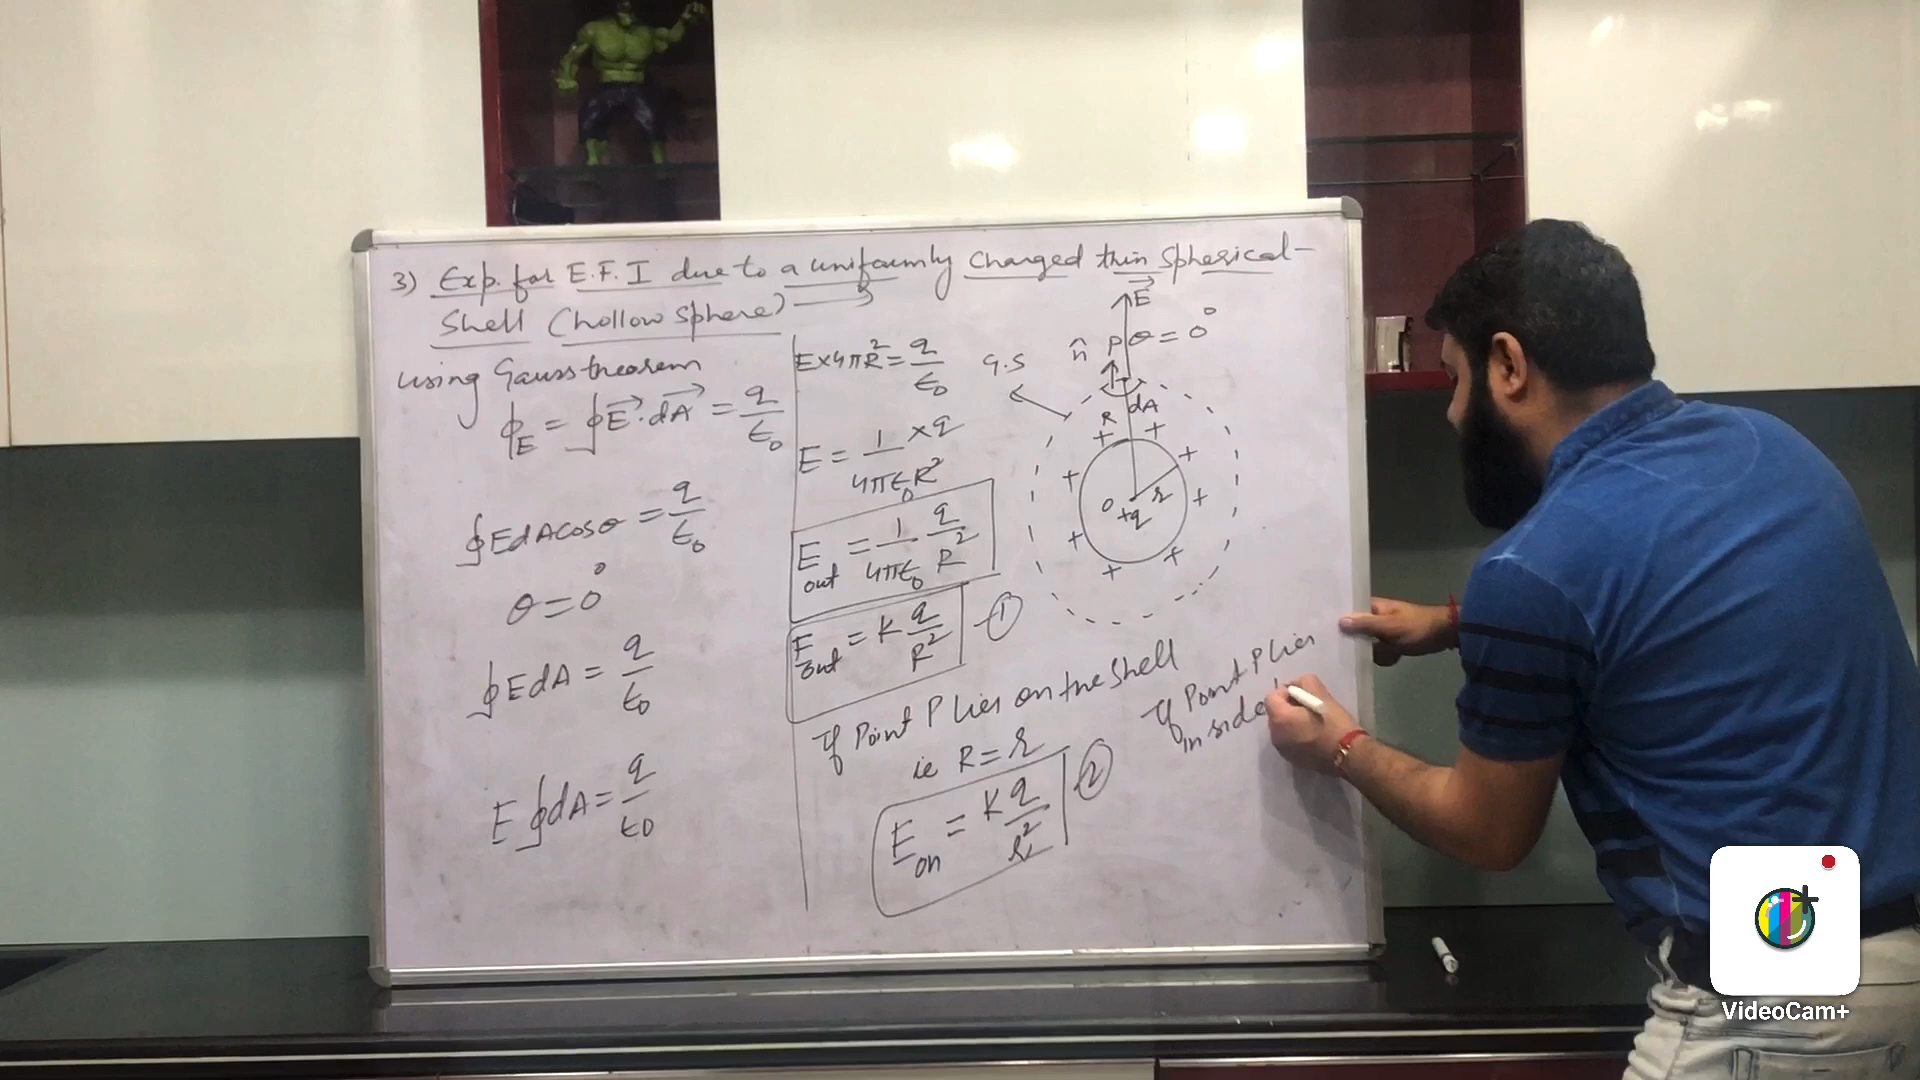 3) Exp. for E.F.I due to a uniformly charged thin spherical-
Shell (hollow sphere)
using Gauss theorem
ϕE = ∮E→.dA→ = q/ϵ0
∮EdAcosθ = q/ϵ0
θ=0°
∮EdA = q/ϵ0
E∮dA = q/ϵ0
E×4πR² = q/ϵ0
E = 1/4πϵ0R² × q
Eout = 1/4πϵ0 q/R²
Eout = K q/R² ①
If Point P lies on the shell
ie R=r
Eon = K q/r² ②
E→
n̂ P θ=0°
G.S
R dA
+ + + + + + + + +
O r
+q
If Point P lies
inside
VideoCam+